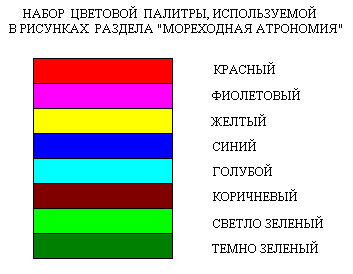 НАБОР ЦВЕТОВОЙ ПАЛИТРЫ, ИСПОЛЬЗУЕМОЙ
В РИСУНКАХ РАЗДЕЛА "МОРЕХОДНАЯ АТРОНОМИЯ"
КРАСНЫЙ
ФИОЛЕТОВЫЙ
ЖЕЛТЫЙ
СИНИЙ
ГОЛУБОЙ
КОРИЧНЕВЫЙ
СВЕТЛО ЗЕЛЕНЫЙ
ТЕМНО ЗЕЛЕНЫЙ